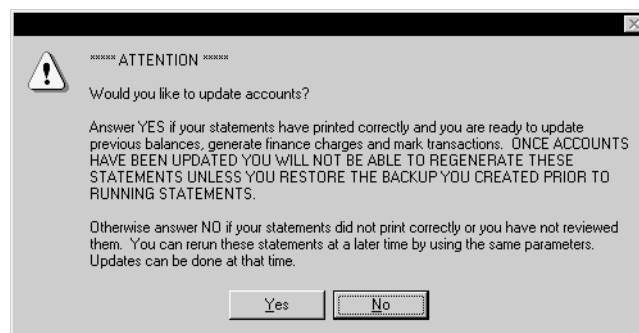 ***** ATTENTION *****
Would you like to update accounts?
Answer YES if your statements have printed correctly and you are ready to update
previous balances, generate finance charges and mark transactions. ONCE ACCOUNTS
HAVE BEEN UPDATED YOU WILL NOT BE ABLE TO REGENERATE THESE
STATEMENTS UNLESS YOU RESTORE THE BACKUP YOU CREATED PRIOR TO
RUNNING STATEMENTS.
Otherwise answer NO if your statements did not print correctly or you have not reviewed
them. You can rerun these statements at a later time by using the same parameters.
Updates can be done at that time.
Yes
No